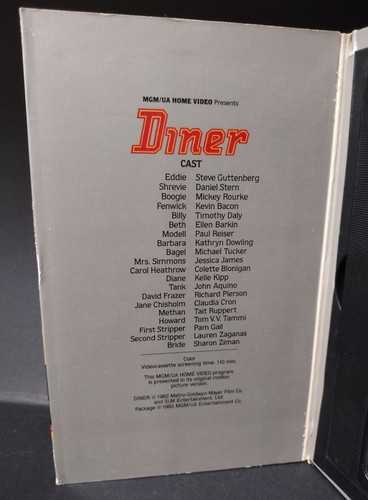 MGM/UA HOME VIDEO Presents
Diner
CAST
Eddie Steve Guttenberg
Shrevie Daniel Stern
Boogie Mickey Rourke
Fenwick Kevin Bacon
Billy Timothy Daly
Beth Ellen Barkin
Modell Paul Reiser
Barbara Kathryn Dowling
Bagel Michael Tucker
Mrs. Simmons Jessica James
Carol Heathrow Colette Blonigan
Diane Kelle Kipp
Tank John Aquino
David Frazer Richard Pierson
Jane Chisholm Claudia Cron
Methan Tait Ruppert
Howard Tom V.V. Tammi
First Stripper Pam Gail
Second Stripper Lauren Zaganas
Bride Sharon Ziman
Color
Videocassette screening time: 110 min.
This MGM/UA HOME VIDEO program
is presented in its original motion
picture version.
DINER © 1982 Metro-Goldwyn-Mayer Film Co.
and SLM Entertainment, Ltd.
Package © 1982 MGM/UA Entertainment Co.